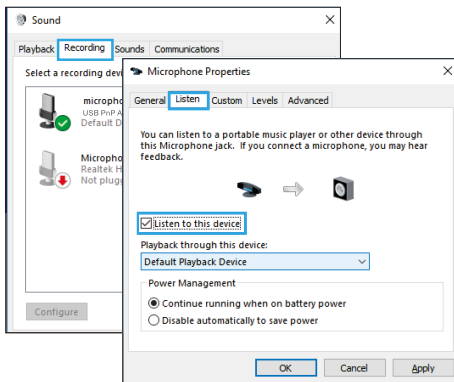 Sound
Playback Recording Sounds Communications
Select a recording devi
micropho
USB PnP A
Default D
Micropho
Realtek H
Not plugg
Configure
Microphone Properties
General Listen Custom Levels Advanced
You can listen to a portable music player or other device through
this Microphone jack. If you connect a microphone, you may hear
feedback.
Listen to this device
Playback through this device:
Default Playback Device
Power Management
Continue running when on battery power
Disable automatically to save power
OK Cancel Apply